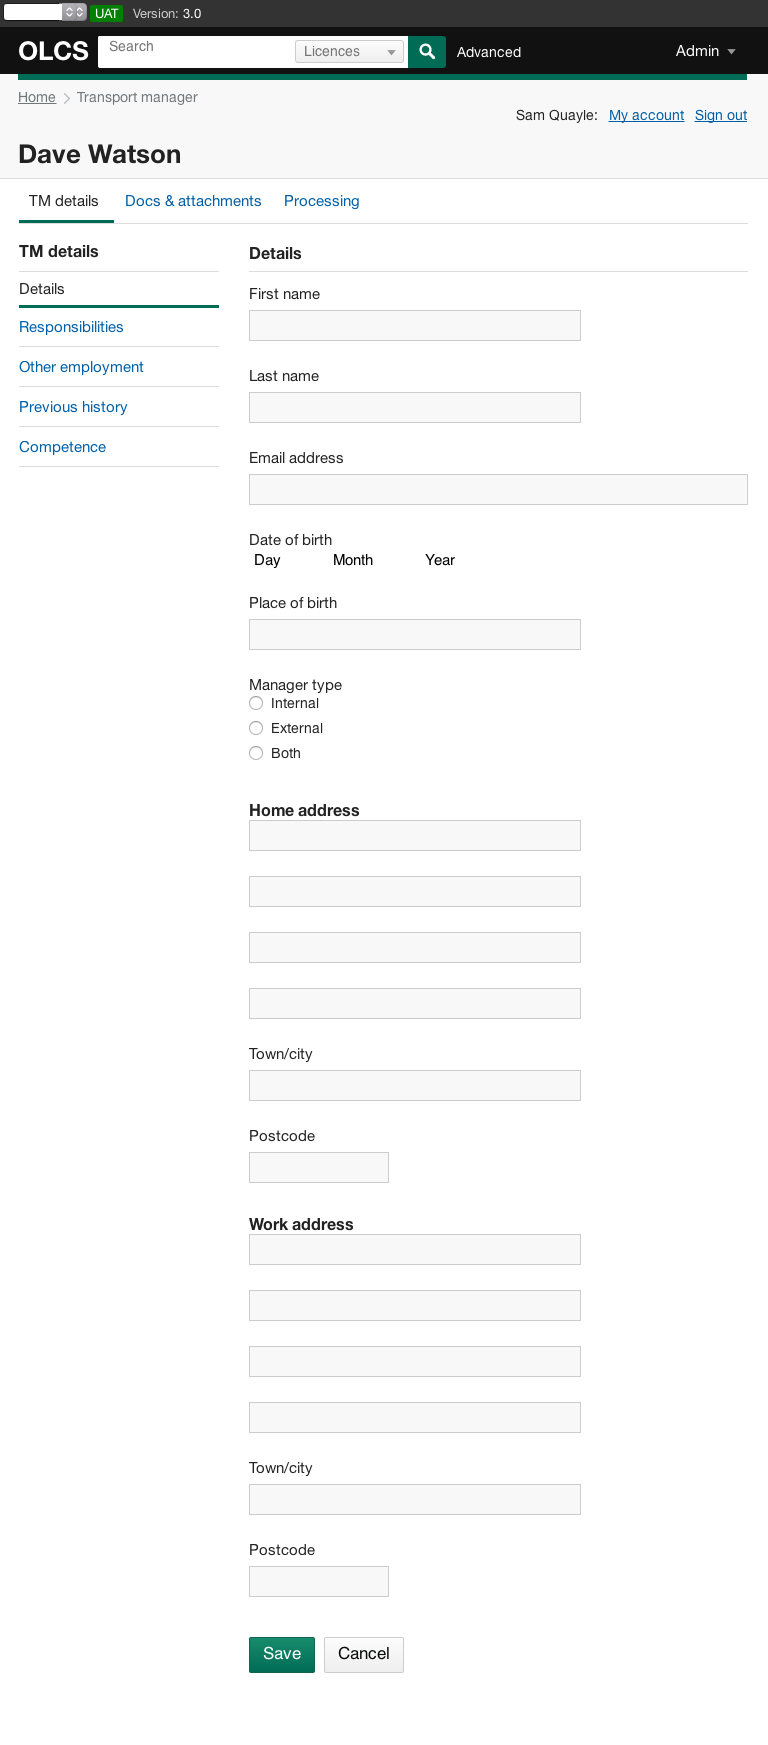 UAT Version: 3.0
OLCS Search Licences Advanced Admin
Home Transport manager
Sam Quayle: My account Sign out
Dave Watson
TM details Docs & attachments Processing
TM details
Details
Responsibilities
Other employment
Previous history
Competence
Details
First name
Last name
Email address
Date of birth
Day Month Year
Place of birth
Manager type
Internal
External
Both
Home address
Town/city
Postcode
Work address
Town/city
Postcode
Save Cancel